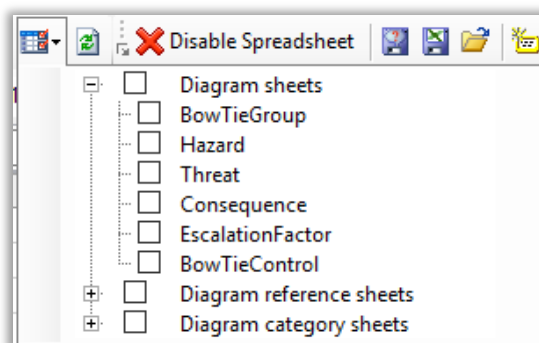 Disable Spreadsheet
Diagram sheets
BowTieGroup
Hazard
Threat
Consequence
EscalationFactor
BowTieControl
Diagram reference sheets
Diagram category sheets